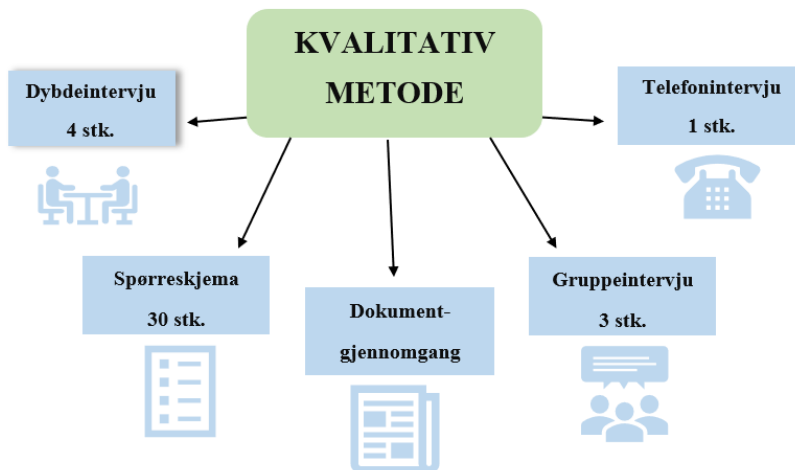 KVALITATIV
METODE
Dybdeintervju
4 stk.
Telefonintervju
1 stk.
Spørreskjema
30 stk.
Dokument-
gjennomgang
Gruppeintervju
3 stk.